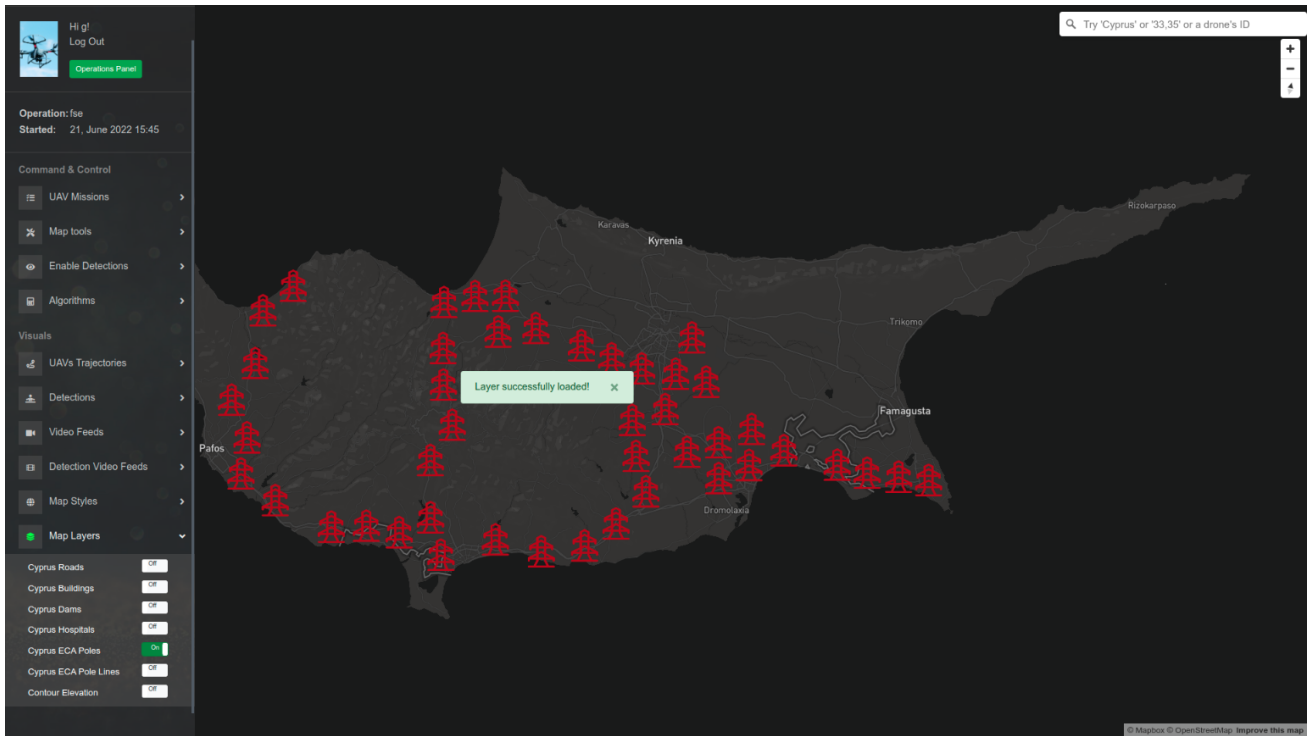 Hi g!
Log Out
Operations Panel
Operation: fse
Started: 21, June 2022 15:45
Command & Control
UAV Missions
Map tools
Enable Detections
Algorithms
Visuals
UAVs Trajectories
Detections
Video Feeds
Detection Video Feeds
Map Styles
Map Layers
Cyprus Roads Off
Cyprus Buildings Off
Cyprus Dams Off
Cyprus Hospitals Off
Cyprus ECA Poles On
Cyprus ECA Pole Lines Off
Contour Elevation Off
Try 'Cyprus' or '33,35' or a drone's ID
Rizokarpaso
Karavas
Kyrenia
Trikomo
Layer successfully loaded! ×
Famagusta
Pafos
Dromolaxia
© Mapbox © OpenStreetMap Improve this map